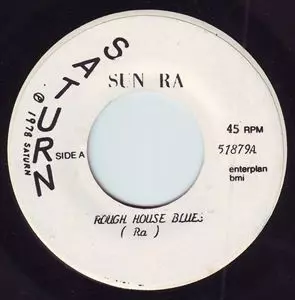 SATURN
℗ 1978 SATURN
SUN RA
SIDE A
45 RPM
51879A
enterplan
bmi
ROUGH HOUSE BLUES
( Ra )